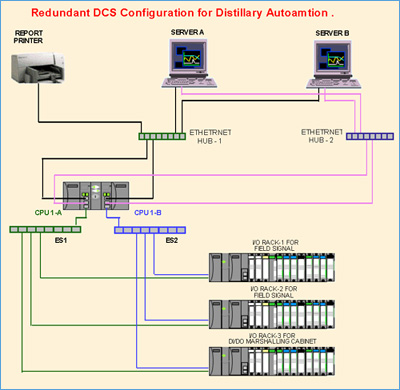 Redundant DCS Configuration for Distillary Autoamtion .
REPORT
PRINTER
SERVER A
SERVER B
ETHETRNET
HUB - 1
ETHETRNET
HUB - 2
CPU 1-A
CPU 1-B
ES1
ES2
I/O RACK-1 FOR
FIELD SIGNAL
I/O RACK-2 FOR
FIELD SIGNAL
I/O RACK-3 FOR
DI/DO MARSHALLING CABINET